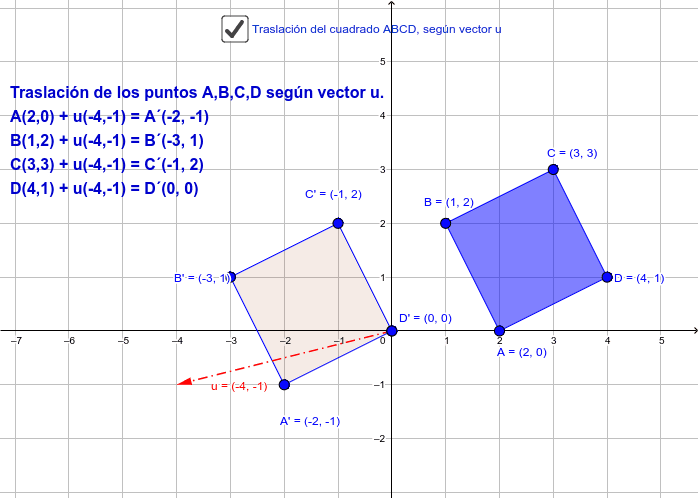 Traslación del cuadrado ABCD, según vector u
Traslación de los puntos A,B,C,D según vector u.
A(2,0) + u(-4,-1) = A´(-2, -1)
B(1,2) + u(-4,-1) = B´(-3, 1)
C(3,3) + u(-4,-1) = C´(-1, 2)
D(4,1) + u(-4,-1) = D´(0, 0)
5
4
3
2
1
0
–1
–2
–7 –6 –5 –4 –3 –2 –1 1 2 3 4 5
C = (3, 3)
C' = (-1, 2)
B = (1, 2)
B' = (-3, 1)
D = (4, 1)
D' = (0, 0)
A = (2, 0)
u = (-4, -1)
A' = (-2, -1)